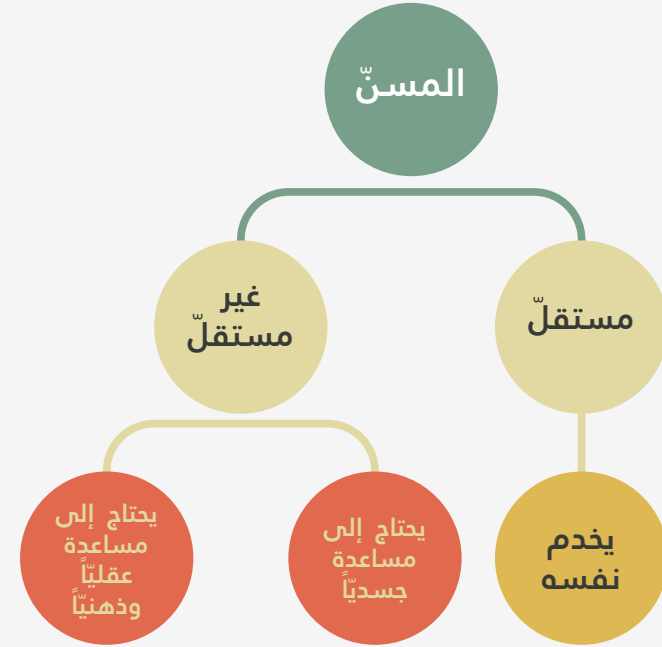 المسنّ
مستقلّ
غير
مستقلّ
يخدم
نفسه
يحتاج إلى
مساعدة
جسديّاً
يحتاج إلى
مساعدة
عقليّاً
وذهنيّاً